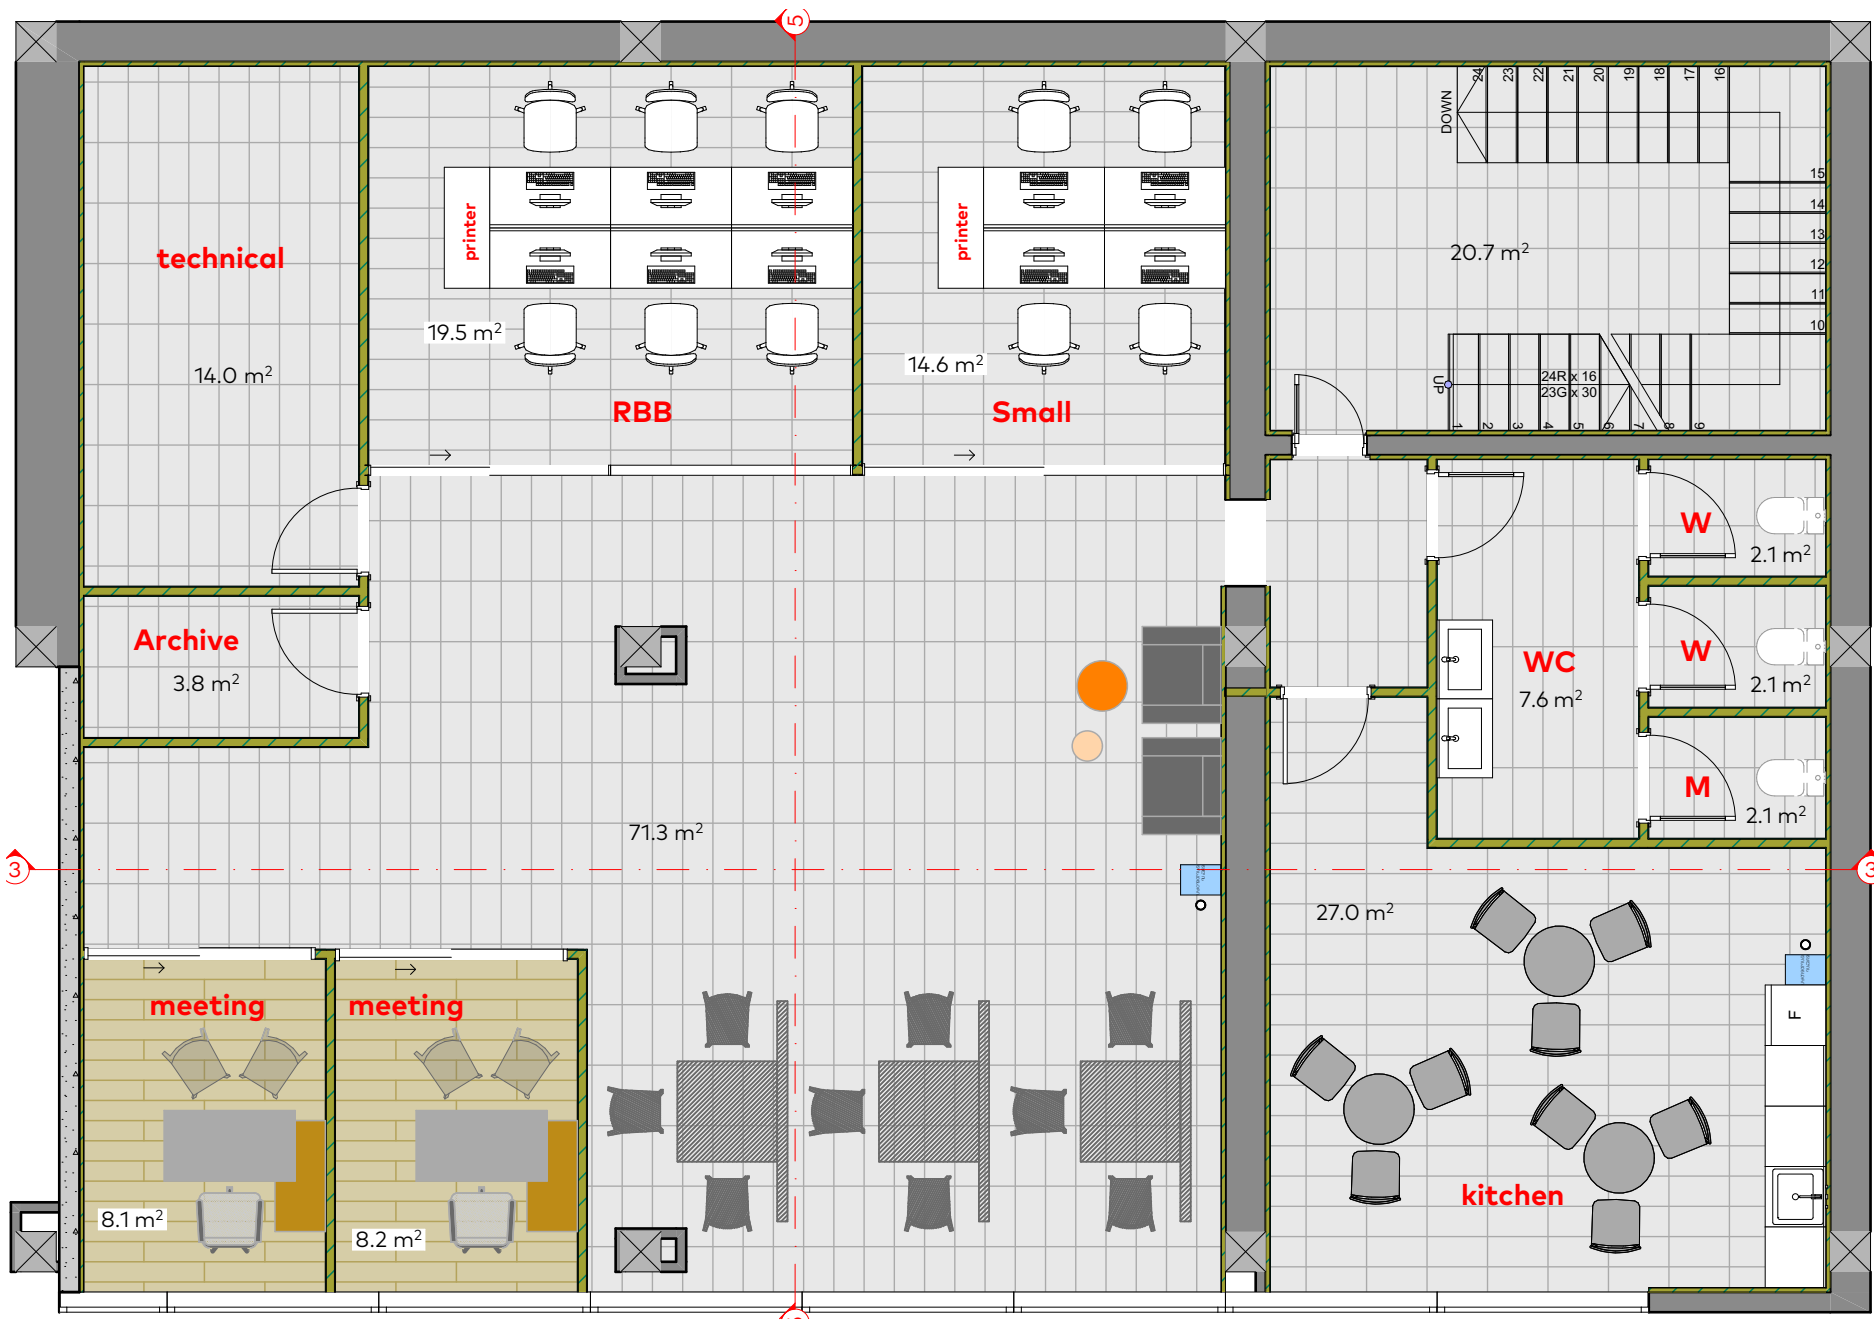 5
24
23
22
21
20
19
18
17
16
DOWN
15
14
13
12
11
10
20.7 m²
UP
24R x 16
23G x 30
1
2
3
4
5
6
7
8
9
technical
14.0 m²
printer
19.5 m²
RBB
printer
14.6 m²
Small
Archive
3.8 m²
W
2.1 m²
WC
7.6 m²
W
2.1 m²
M
2.1 m²
71.3 m²
3
3
27.0 m²
F
meeting
meeting
8.1 m²
8.2 m²
kitchen